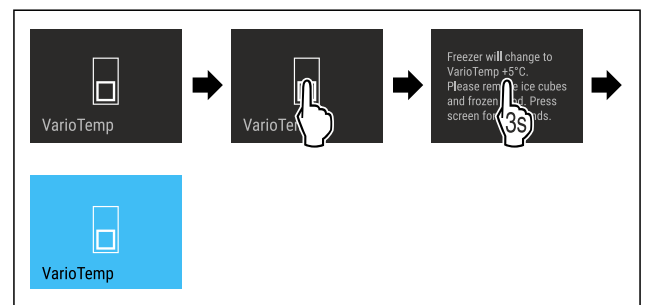 VarioTemp
VarioTe
Freezer will change to
VarioTemp +5°C.
Please rem e ice cubes
and frozen d. Press
screen for nds.
3s
VarioTemp